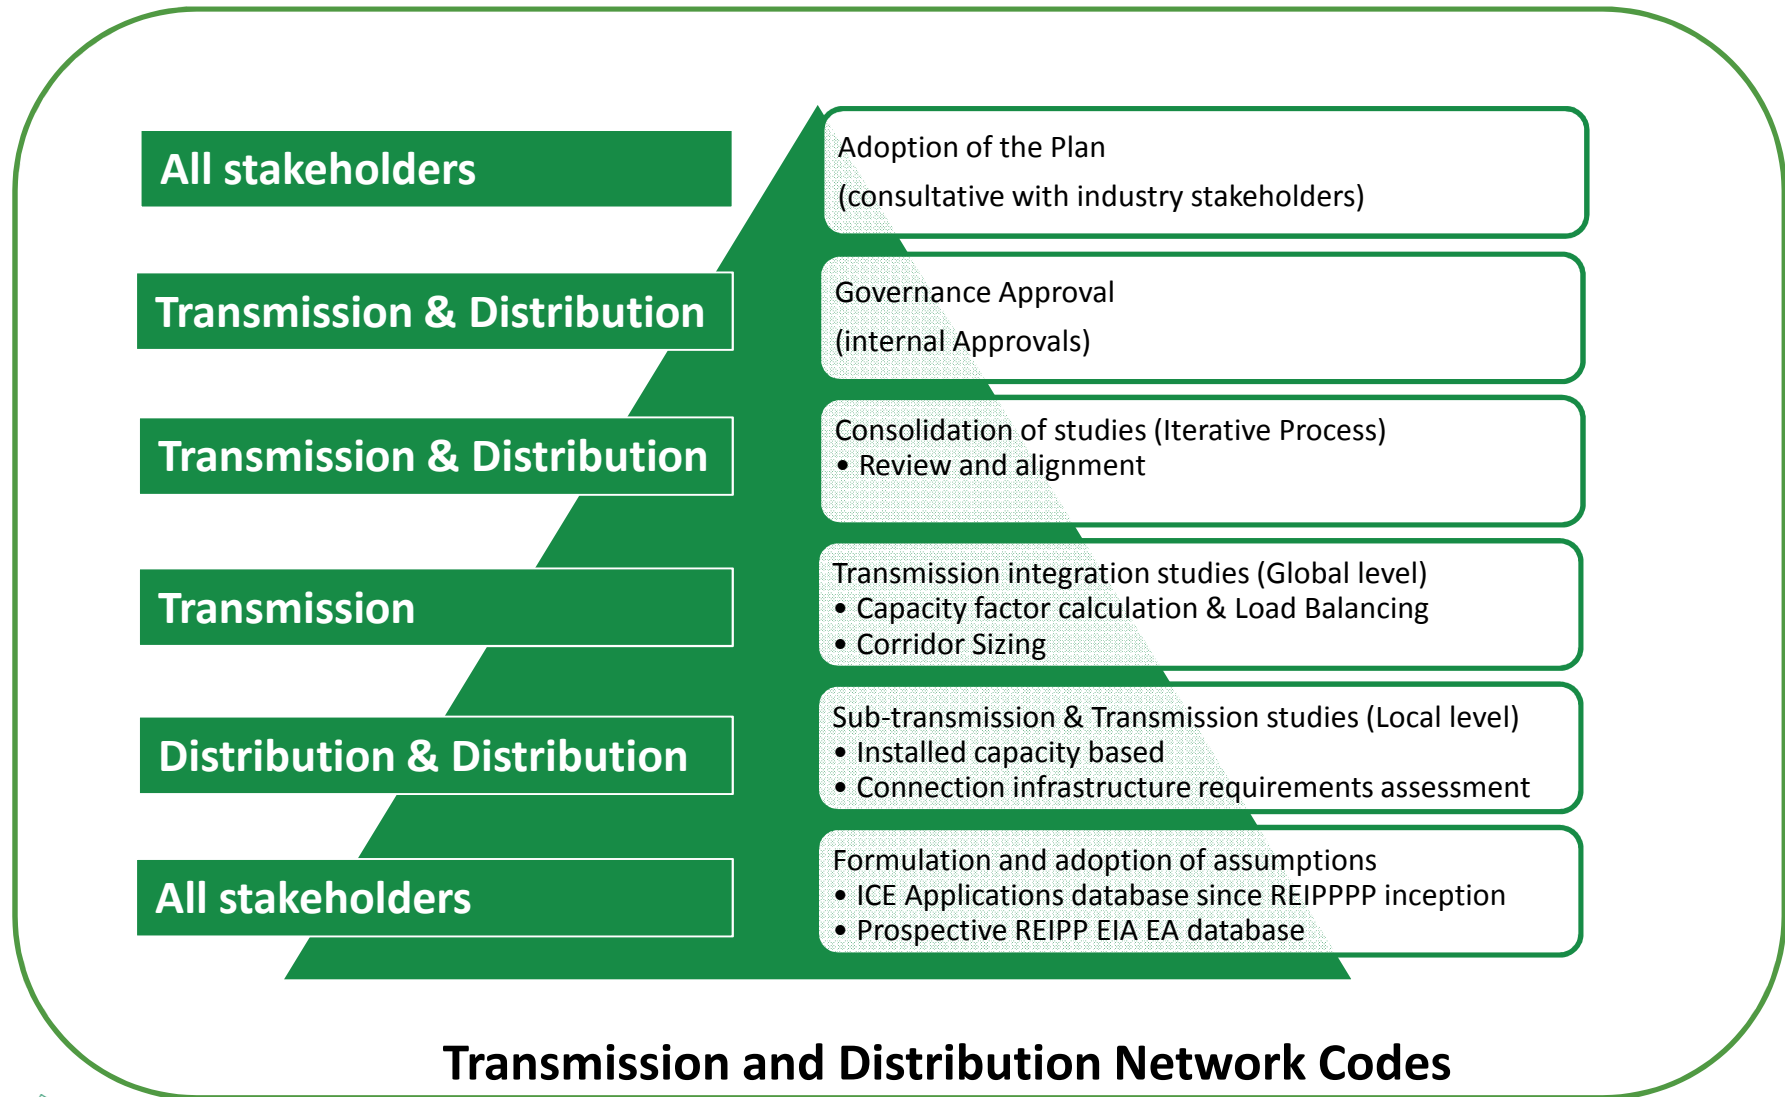 All stakeholders
Adoption of the Plan
(consultative with industry stakeholders)
Transmission & Distribution
Governance Approval
(internal Approvals)
Transmission & Distribution
Consolidation of studies (Iterative Process)
• Review and alignment
Transmission
Transmission integration studies (Global level)
• Capacity factor calculation & Load Balancing
• Corridor Sizing
Distribution & Distribution
Sub-transmission & Transmission studies (Local level)
• Installed capacity based
• Connection infrastructure requirements assessment
All stakeholders
Formulation and adoption of assumptions
• ICE Applications database since REIPPPP inception
• Prospective REIPP EIA EA database
Transmission and Distribution Network Codes